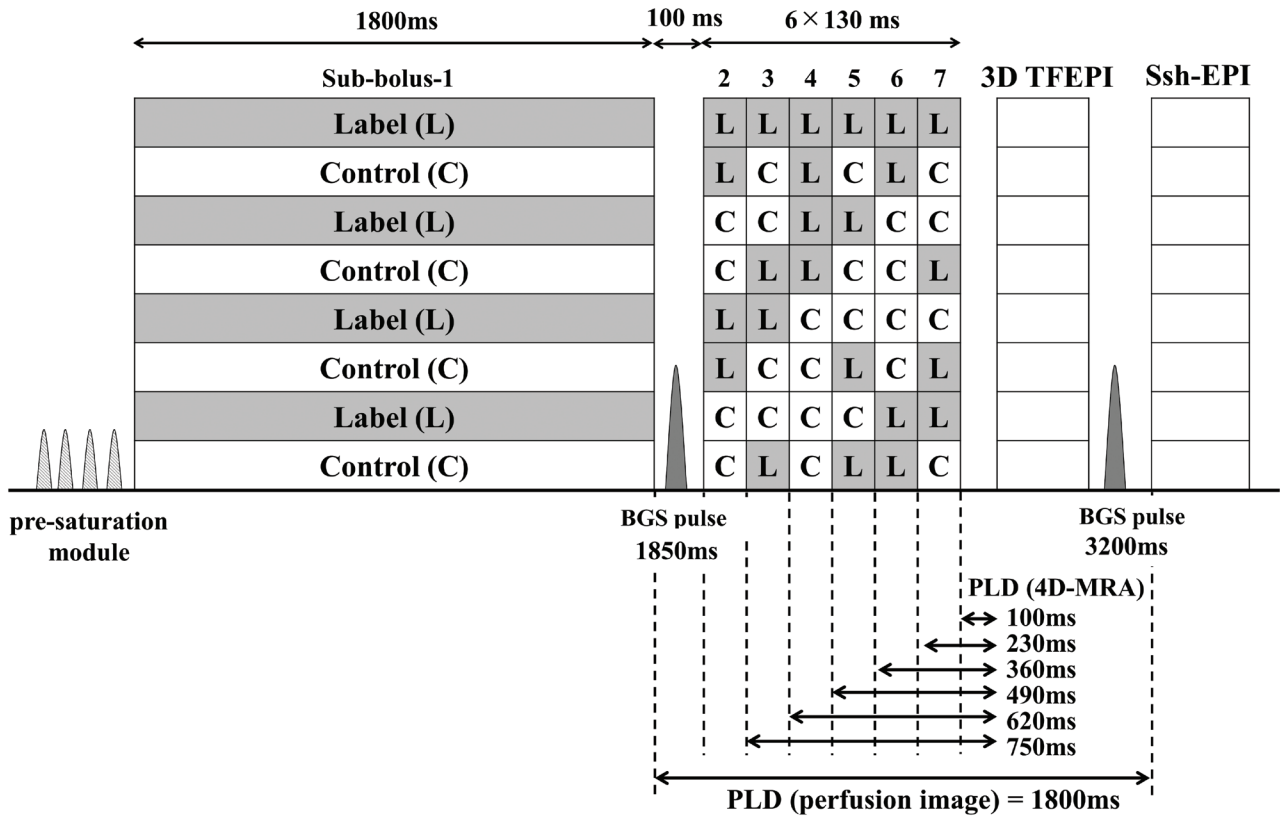 1800ms
100 ms
6×130 ms
Sub-bolus-1
2 3 4 5 6 7
3D TFEPI
Ssh-EPI
Label (L) L L L L L L
Control (C) L C L C L C
Label (L) C C L L C C
Control (C) C L L C C L
Label (L) L L C C C C
Control (C) L C C L C L
Label (L) C C C C L L
Control (C) C L C L L C
pre-saturation
module
BGS pulse
1850ms
BGS pulse
3200ms
PLD (4D-MRA)
100ms
230ms
360ms
490ms
620ms
750ms
PLD (perfusion image) = 1800ms